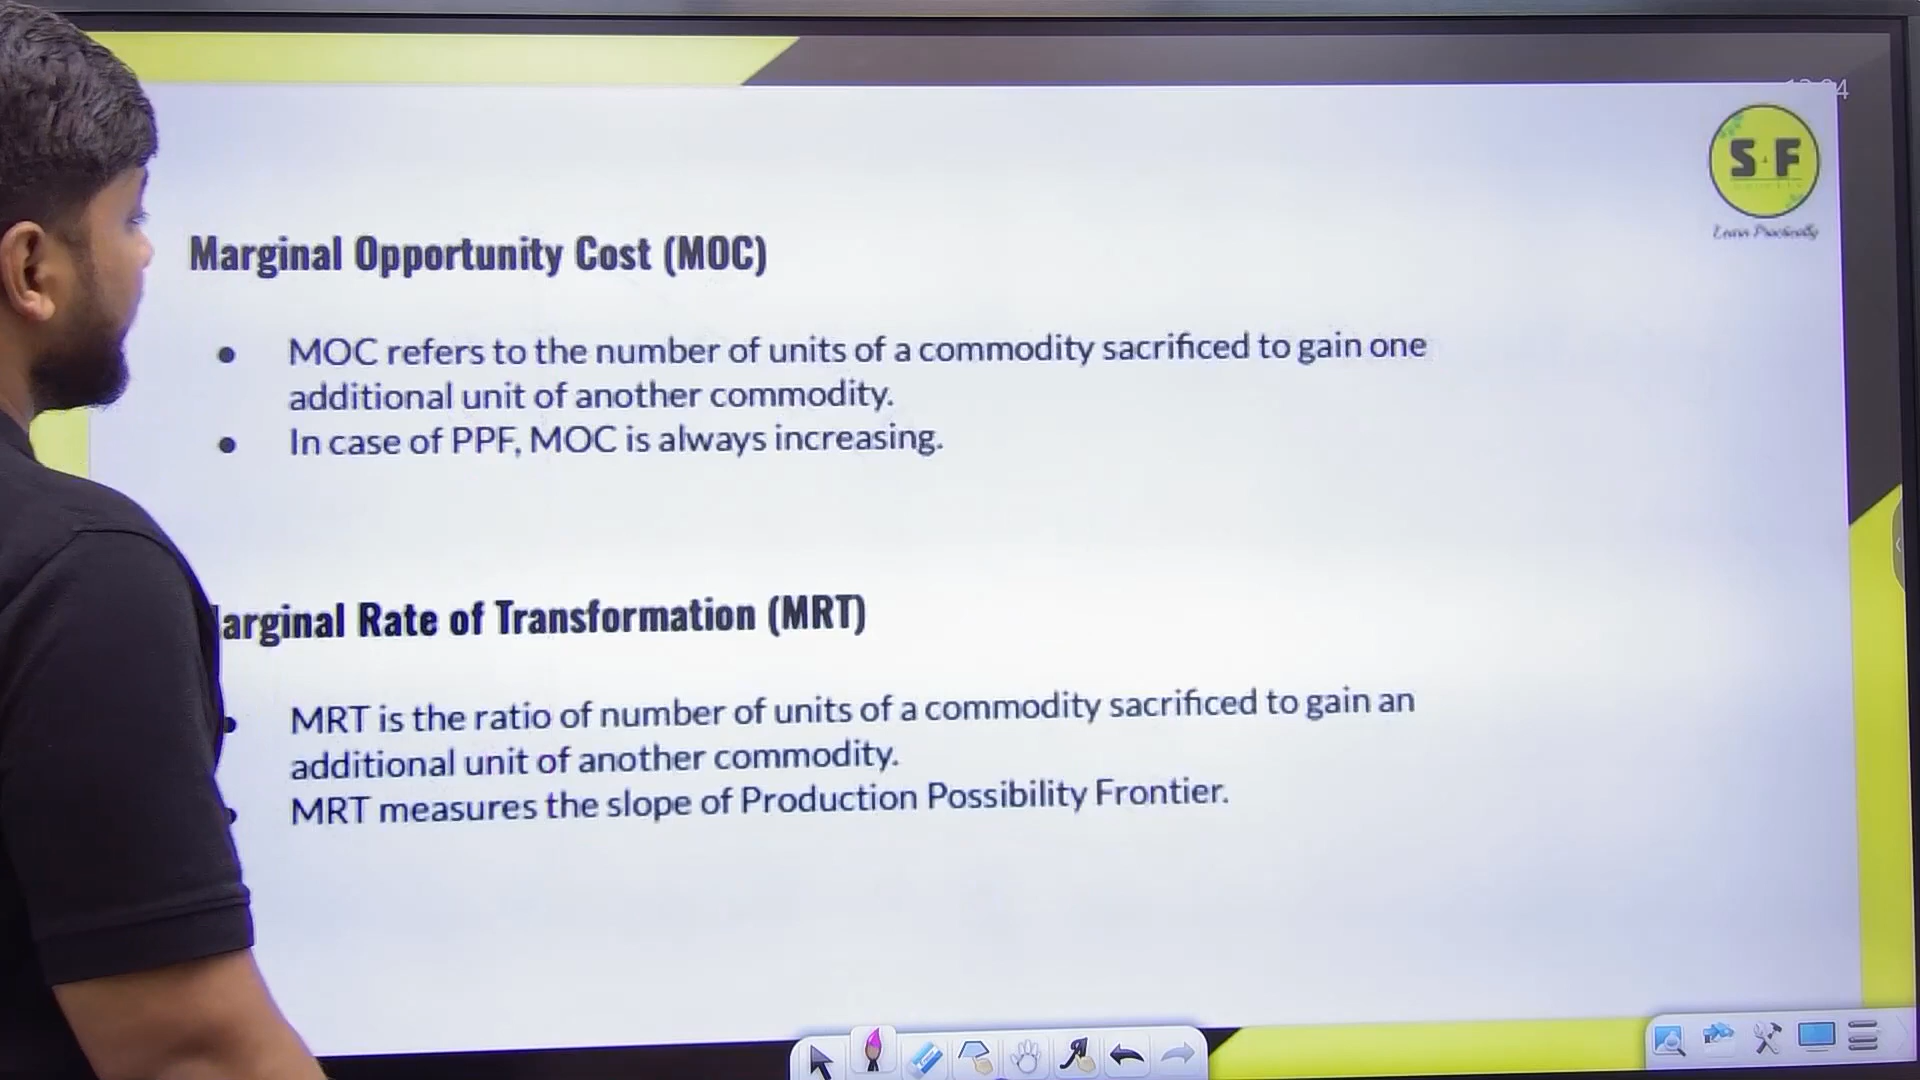 S F
Learn Practically
Marginal Opportunity Cost (MOC)
• MOC refers to the number of units of a commodity sacrificed to gain one
additional unit of another commodity.
• In case of PPF, MOC is always increasing.
arginal Rate of Transformation (MRT)
• MRT is the ratio of number of units of a commodity sacrificed to gain an
additional unit of another commodity.
• MRT measures the slope of Production Possibility Frontier.